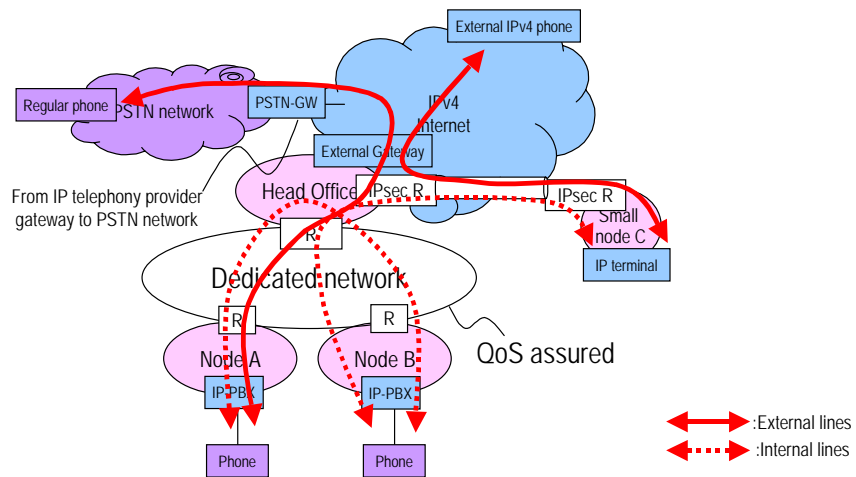 External IPv4 phone
Regular phone
PSTN network
PSTN-GW
IPv4
Internet
External Gateway
From IP telephony provider
gateway to PSTN network
Head Office
IPsec R
IPsec R
Small
node C
IP terminal
R
Dedicated network
R
R
Node A
Node B
QoS assured
IP-PBX
IP-PBX
Phone
Phone
:External lines
:Internal lines